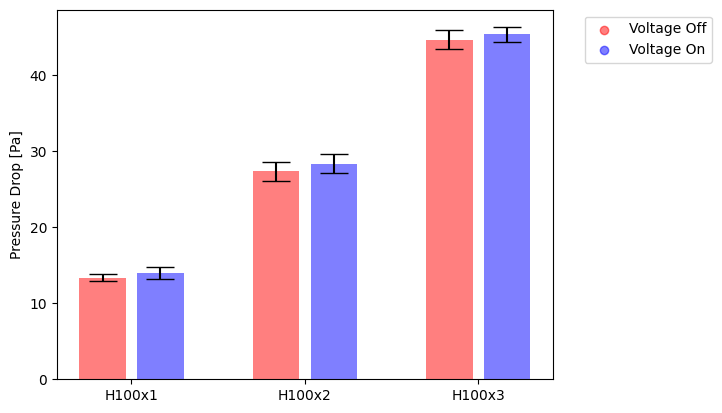 Voltage Off
Voltage On
Pressure Drop [Pa]
40
30
20
10
0
H100x1
H100x2
H100x3